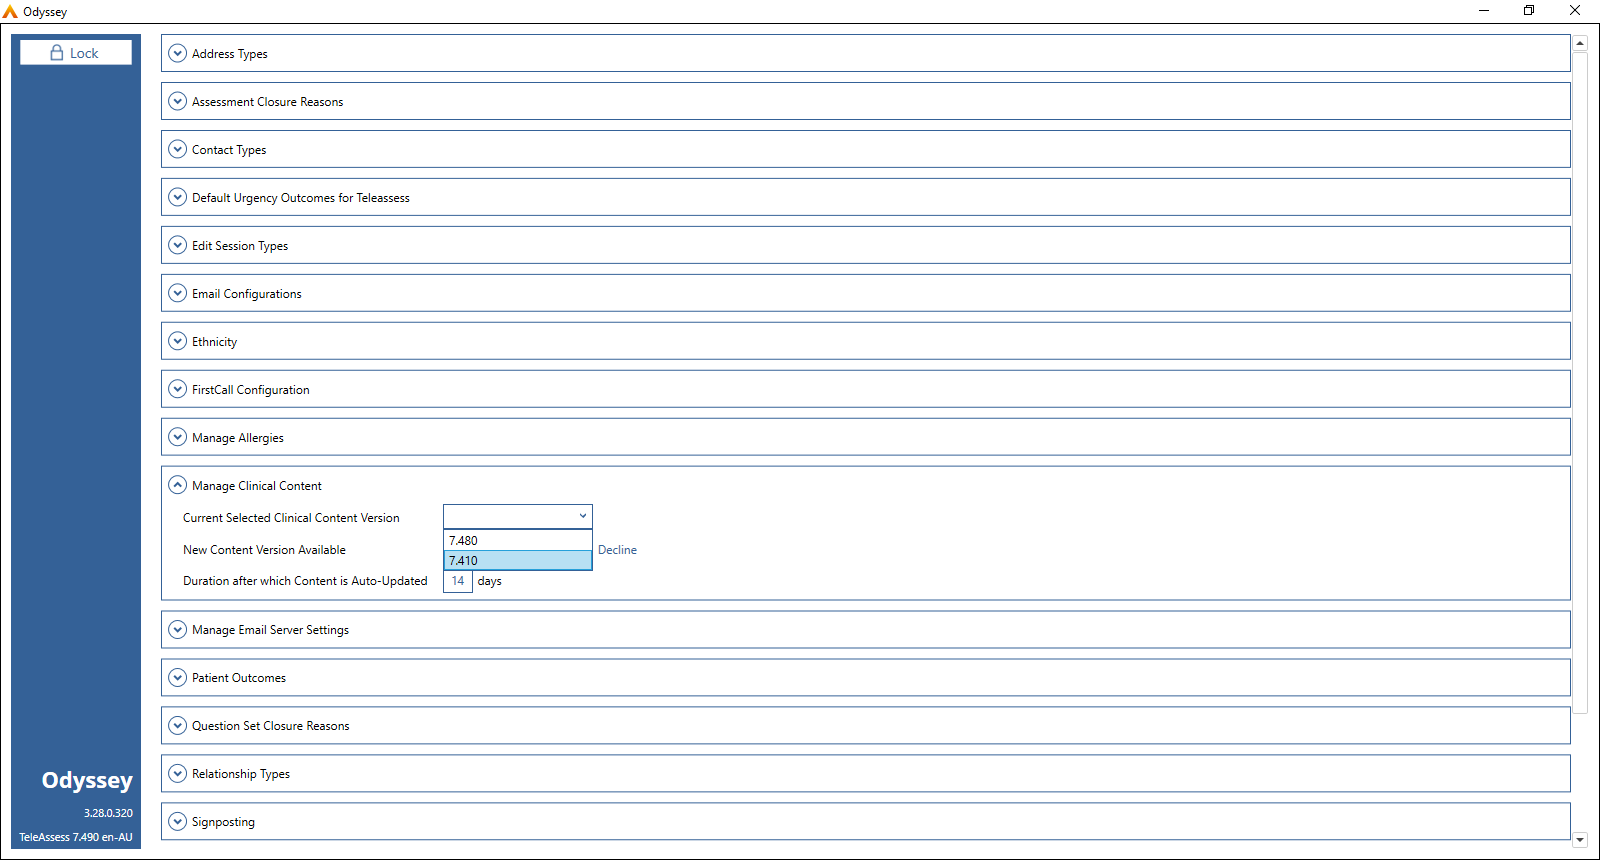 Odyssey
Lock
Address Types
Assessment Closure Reasons
Contact Types
Default Urgency Outcomes for Teleassess
Edit Session Types
Email Configurations
Ethnicity
FirstCall Configuration
Manage Allergies
Manage Clinical Content
Current Selected Clinical Content Version
7.480
New Content Version Available Decline
7.410
Duration after which Content is Auto-Updated 14 days
Manage Email Server Settings
Patient Outcomes
Question Set Closure Reasons
Relationship Types
Signposting
Odyssey
3.28.0.320
TeleAssess 7.490 en-AU